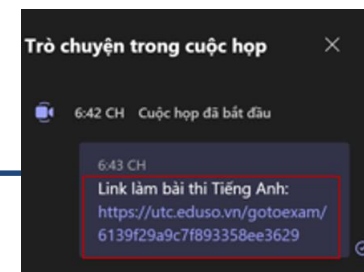 Trò chuyện trong cuộc họp
6:42 CH Cuộc họp đã bắt đầu
6:43 CH
Link làm bài thi Tiếng Anh:
https://utc.eduso.vn/gotoexam/
6139f29a9c7f893358ee3629